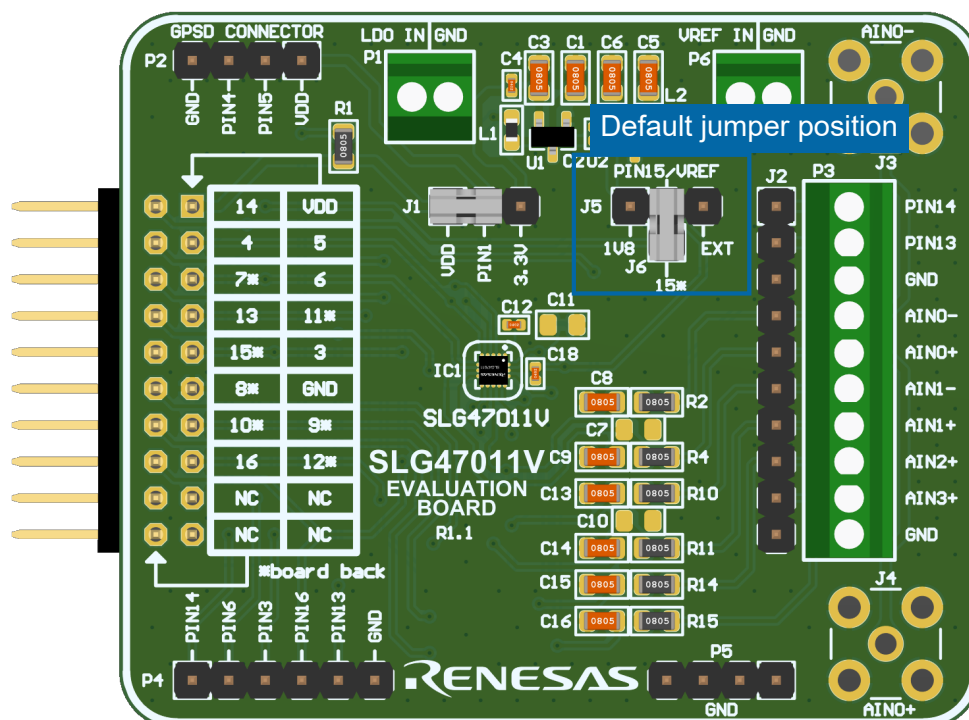 GPSD CONNECTOR
P2
GND
PIN4
PIN5
VDD
LDO IN GND
P1
R1
C4
C3
C1
C6
C5
0805
0805
0805
0805
0805
L1
L2
U1
C2
U2
VREF IN GND
P6
AIN0-
J3
Default jumper position
PIN15/VREF
J5
1V8
EXT
J6
15*
J1
VDD
PIN1
3.3V
J2
P3
PIN14
PIN13
GND
AIN0-
AIN0+
AIN1-
AIN1+
AIN2+
AIN3+
GND
14 VDD
4 5
7* 6
13 11*
15* 3
8* GND
10* 9*
16 12*
NC NC
NC NC
*board back
C12
C11
C18
IC1
SLG47011V
SLG47011V
EVALUATION
BOARD
R1.1
C8 0805 0805 R2
C7
C9 0805 0805 R4
C13 0805 0805 R10
C10
C14 0805 0805 R11
C15 0805 0805 R14
C16 0805 0805 R15
J4
AIN0+
PIN14
PIN6
PIN3
PIN16
PIN13
GND
P4
RENESAS
P5
GND